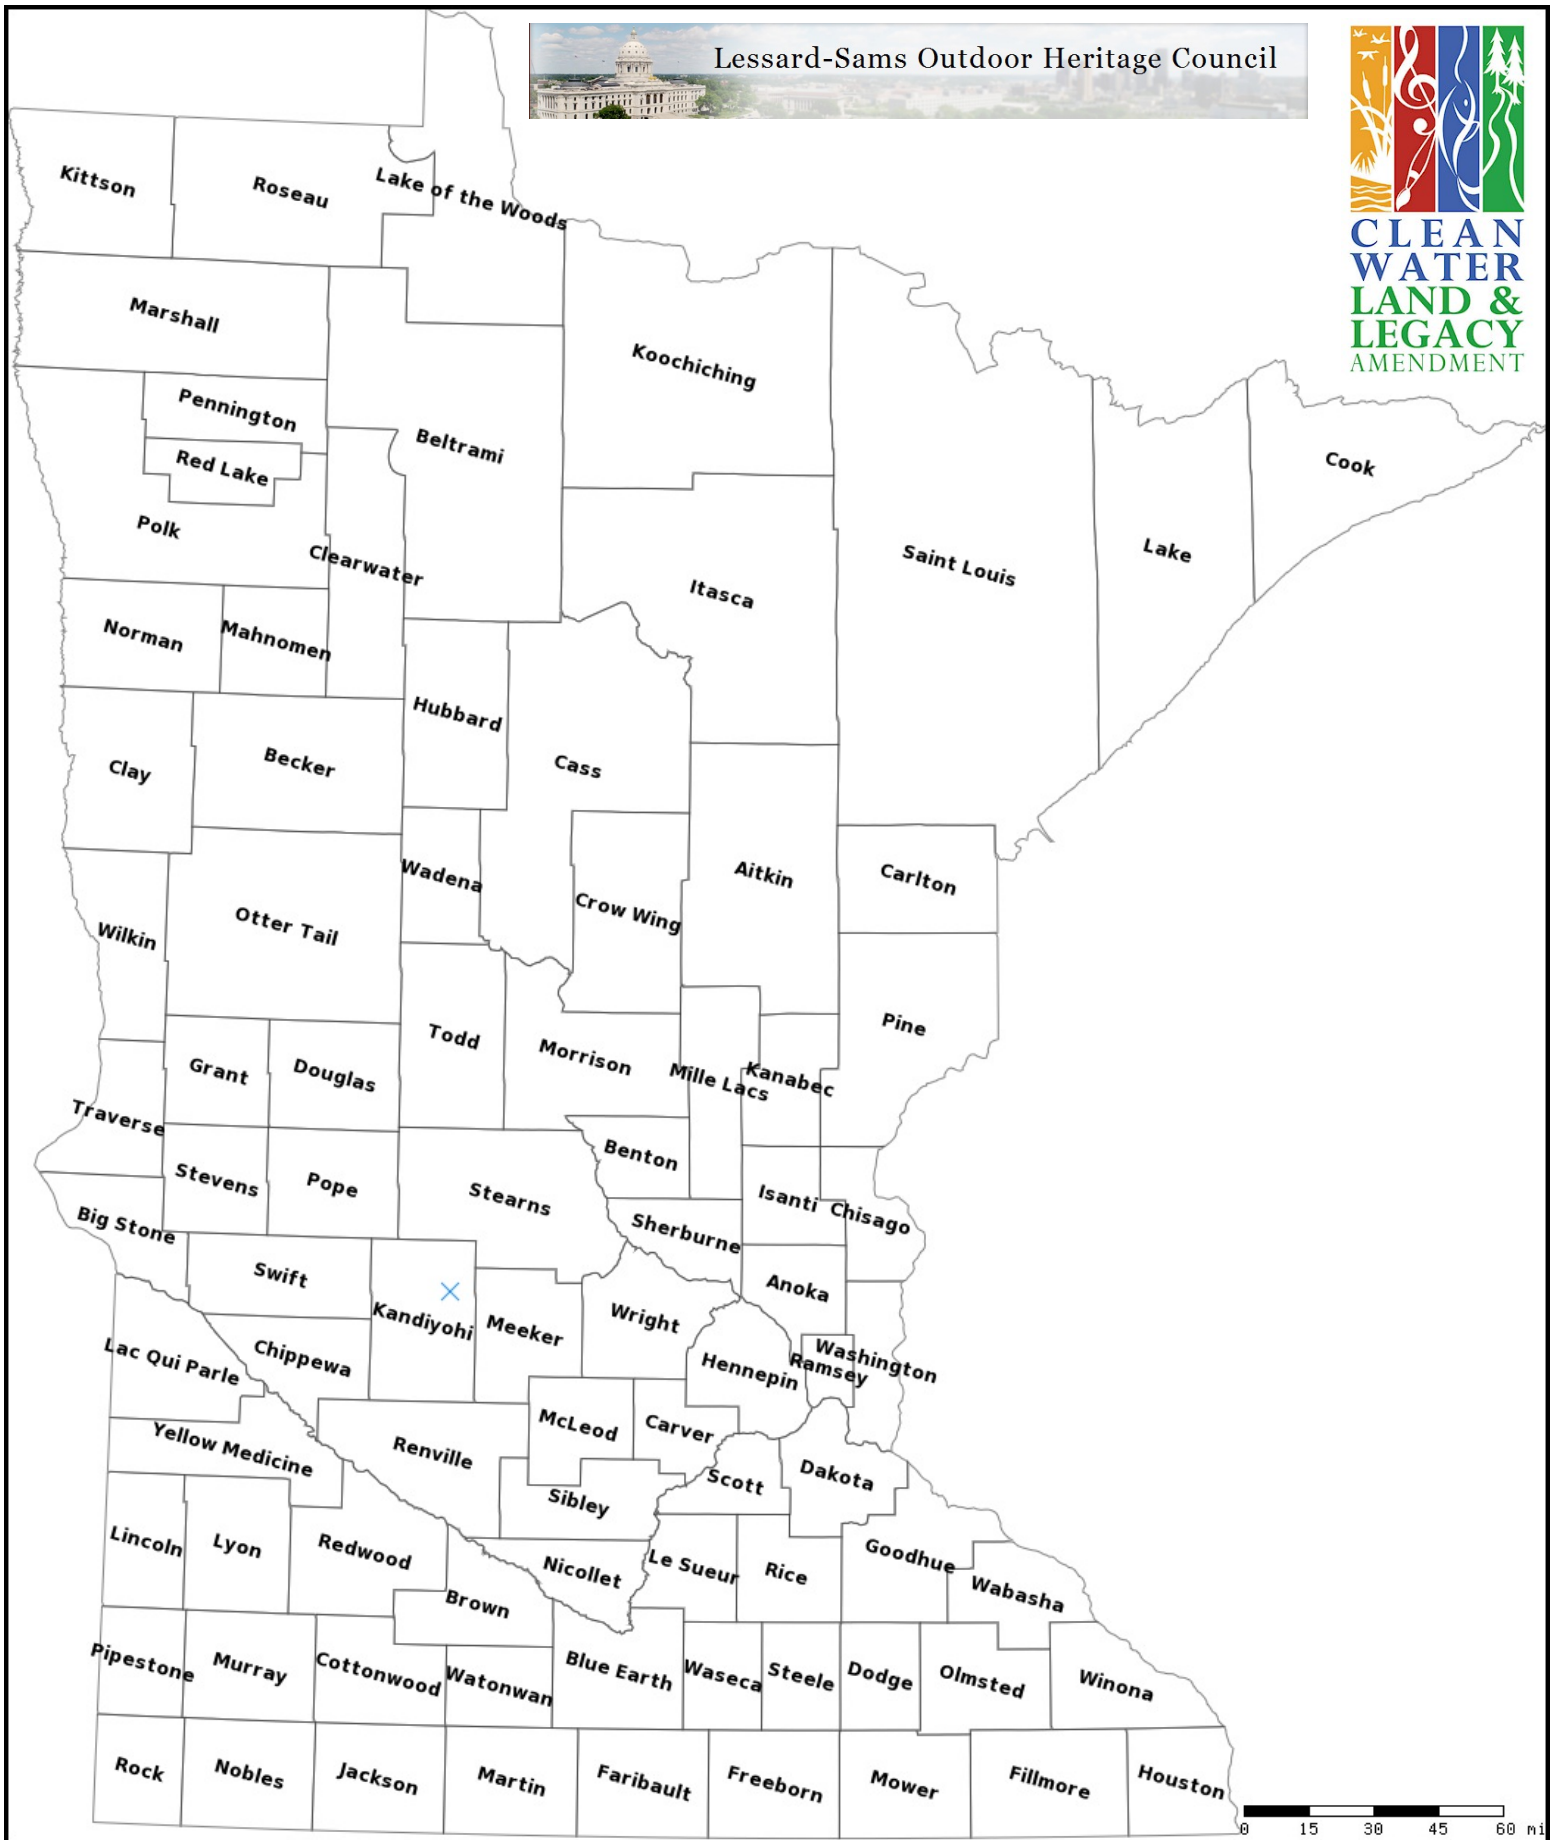 Lessard-Sams Outdoor Heritage Council
CLEAN
WATER
LAND &
LEGACY
AMENDMENT
Kittson
Roseau
Lake of the Woods
Marshall
Koochiching
Pennington
Beltrami
Red Lake
Cook
Polk
Clearwater
Saint Louis
Lake
Itasca
Norman
Mahnomen
Hubbard
Becker
Cass
Clay
Wadena
Aitkin
Carlton
Otter Tail
Crow Wing
Wilkin
Pine
Todd
Morrison
Grant
Douglas
Mille Lacs
Kanabec
Traverse
Benton
Stevens
Pope
Stearns
Isanti
Chisago
Big Stone
Sherburne
Swift
Anoka
Kandiyohi
Meeker
Wright
Lac Qui Parle
Chippewa
Hennepin
Ramsey
Washington
McLeod
Carver
Yellow Medicine
Renville
Scott
Dakota
Sibley
Lincoln
Lyon
Redwood
Nicollet
Le Sueur
Rice
Goodhue
Wabasha
Brown
Pipestone
Murray
Cottonwood
Watonwan
Blue Earth
Waseca
Steele
Dodge
Olmsted
Winona
Rock
Nobles
Jackson
Martin
Faribault
Freeborn
Mower
Fillmore
Houston
0 15 30 45 60 mi